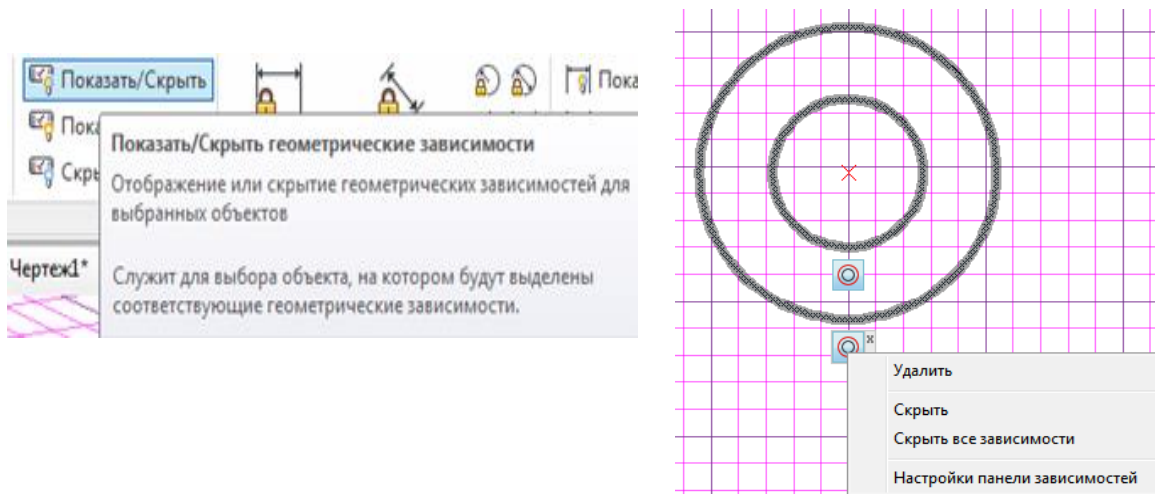 Показать/Скрыть
Пока
Пока
Скры
Показать/Скрыть геометрические зависимости
Отображение или скрытие геометрических зависимостей для
выбранных объектов
Служит для выбора объекта, на котором будут выделены
соответствующие геометрические зависимости.
Чертеж1*
x
Удалить
Скрыть
Скрыть все зависимости
Настройки панели зависимостей